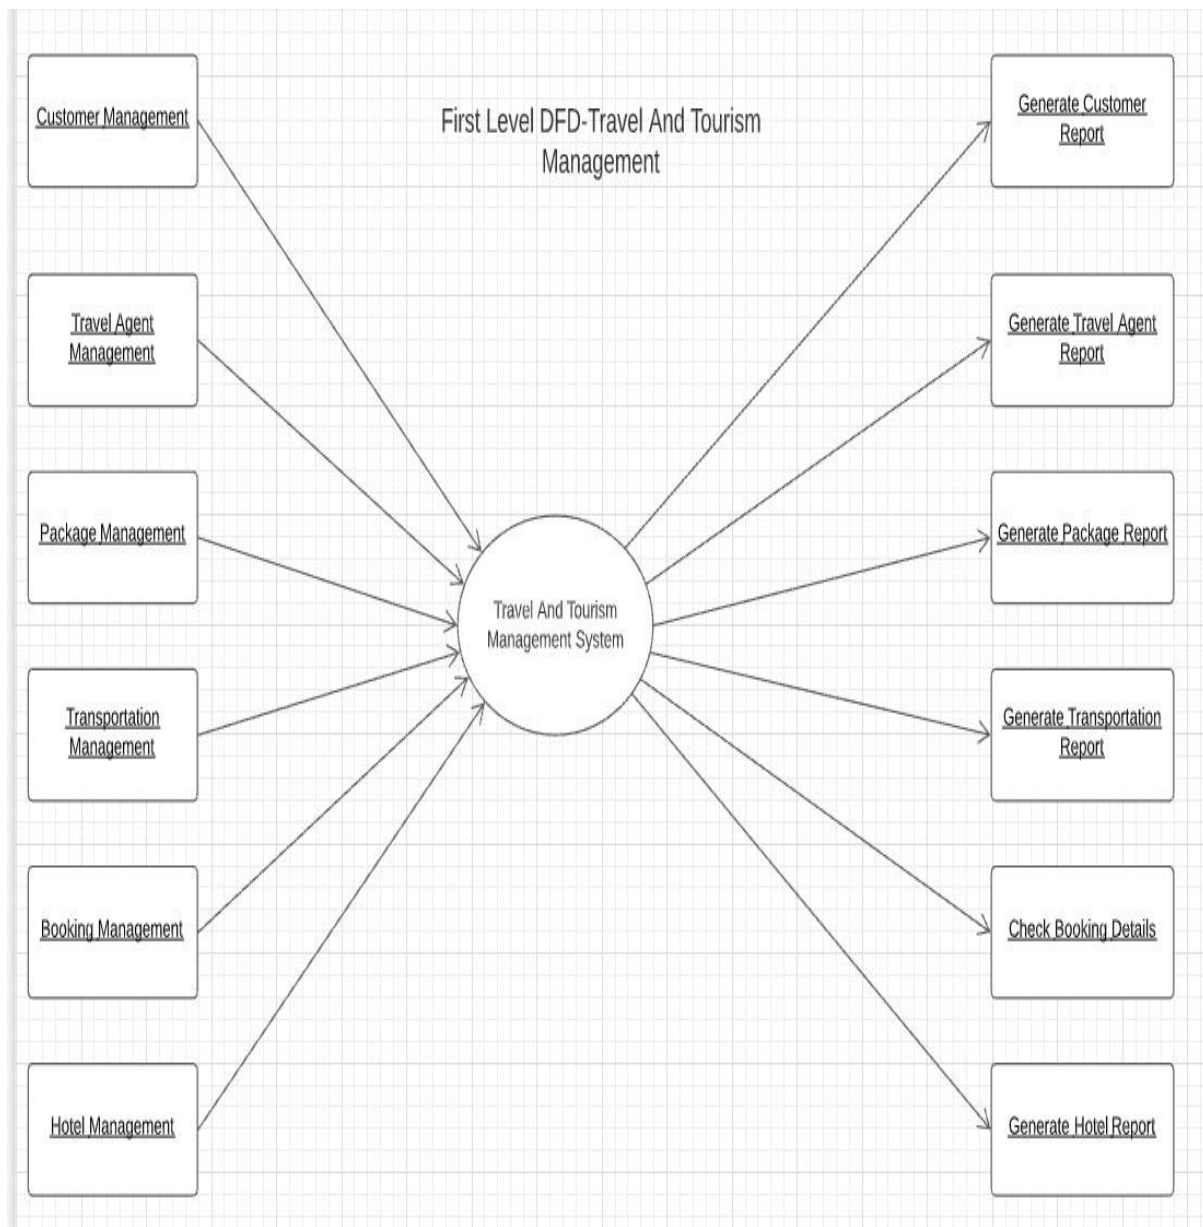 First Level DFD-Travel And Tourism
Management
Customer Management
Travel Agent
Management
Package Management
Transportation
Management
Booking Management
Hotel Management
Travel And Tourism
Management System
Generate Customer
Report
Generate Travel Agent
Report
Generate Package Report
Generate Transportation
Report
Check Booking Details
Generate Hotel Report